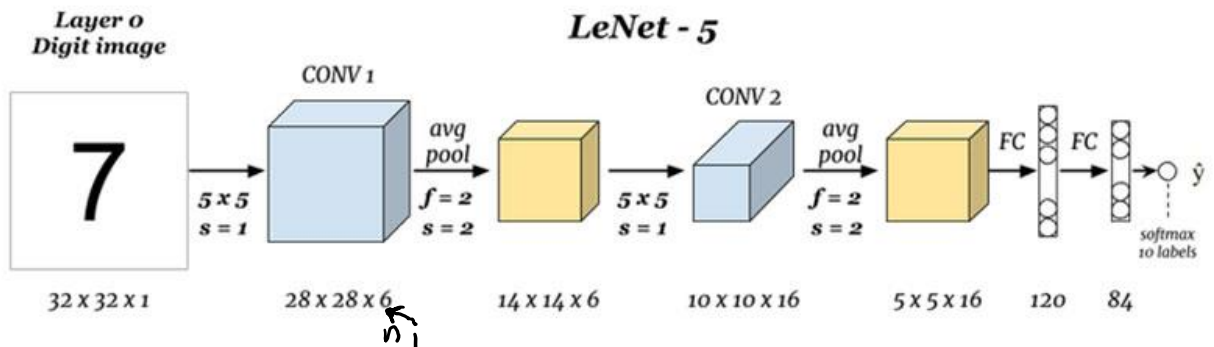 Layer 0
Digit image
LeNet - 5
7
5 x 5
s = 1
CONV 1
avg
pool
f = 2
s = 2
5 x 5
s = 1
CONV 2
avg
pool
f = 2
s = 2
FC
FC
ŷ
softmax
10 labels
32 x 32 x 1
28 x 28 x 6
14 x 14 x 6
10 x 10 x 16
5 x 5 x 16
120
84